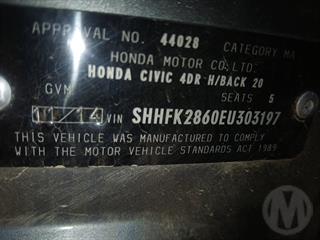 APPROVAL NO. 44028 CATEGORY MA
HONDA MOTOR CO., LTD.
HONDA CIVIC 4DR H/BACK 20
GVM SEATS 5
11/14 VIN SHHFK2860EU303197
THIS VEHICLE WAS MANUFACTURED TO COMPLY
WITH THE MOTOR VEHICLE STANDARDS ACT 1989
M